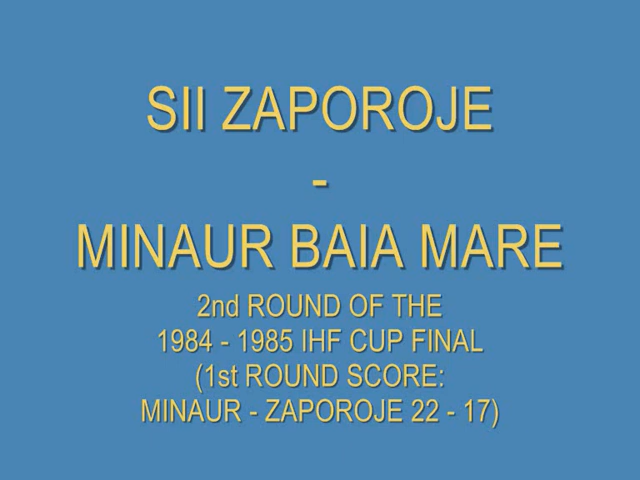 SII ZAPOROJE
-
MINAUR BAIA MARE
2nd ROUND OF THE
1984 - 1985 IHF CUP FINAL
(1st ROUND SCORE:
MINAUR - ZAPOROJE 22 - 17)